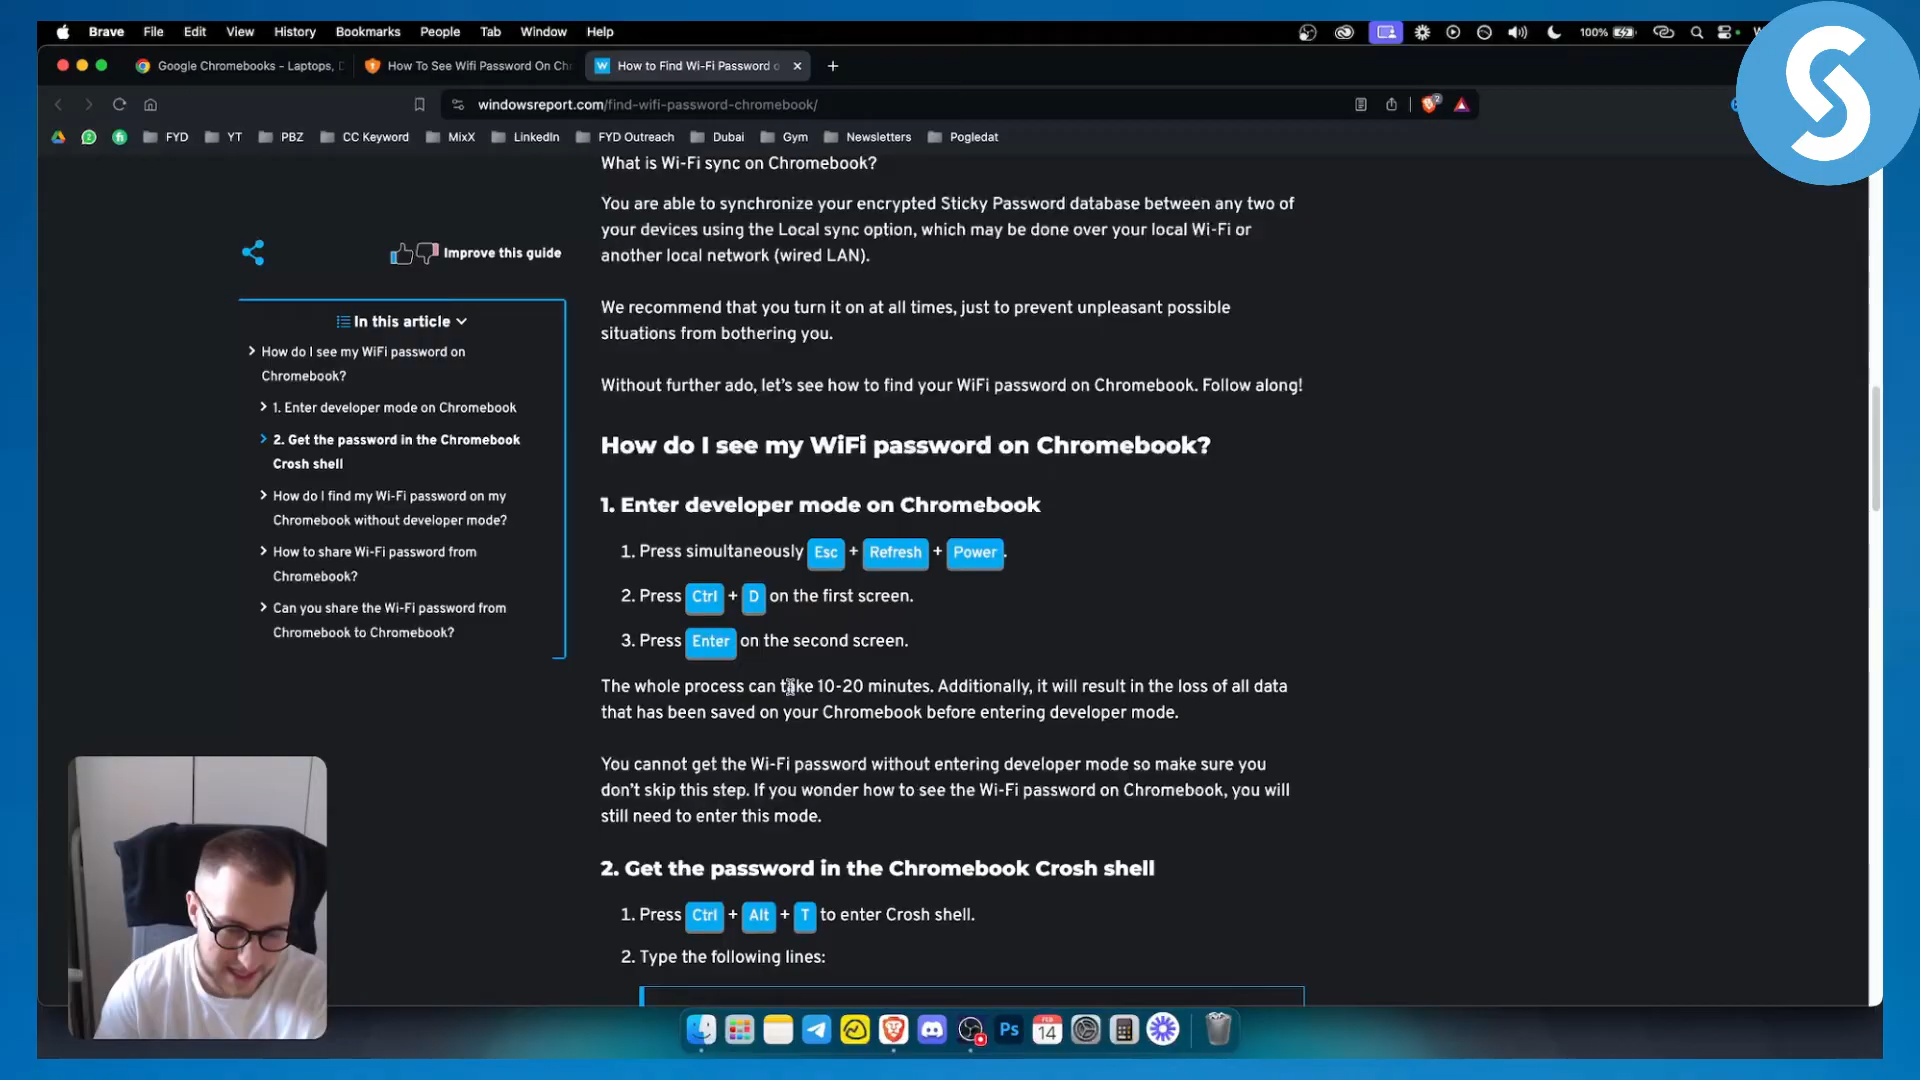 Brave File Edit View History Bookmarks People Tab Window Help
100%
Google Chromebooks – Laptops,
How To See Wifi Password On Ch
How to Find Wi-Fi Password o
windowsreport.com/find-wifi-password-chromebook/
2
FYD YT PBZ CC Keyword MixX LinkedIn FYD Outreach Dubai Gym Newsletters Pogledat
Improve this guide
In this article
How do I see my WiFi password on
Chromebook?
1. Enter developer mode on Chromebook
2. Get the password in the Chromebook
Crosh shell
How do I find my Wi-Fi password on my
Chromebook without developer mode?
How to share Wi-Fi password from
Chromebook?
Can you share the Wi-Fi password from
Chromebook to Chromebook?
What is Wi-Fi sync on Chromebook?
You are able to synchronize your encrypted Sticky Password database between any two of
your devices using the Local sync option, which may be done over your local Wi-Fi or
another local network (wired LAN).
We recommend that you turn it on at all times, just to prevent unpleasant possible
situations from bothering you.
Without further ado, let's see how to find your WiFi password on Chromebook. Follow along!
How do I see my WiFi password on Chromebook?
1. Enter developer mode on Chromebook
1. Press simultaneously Esc + Refresh + Power.
2. Press Ctrl + D on the first screen.
3. Press Enter on the second screen.
The whole process can take 10-20 minutes. Additionally, it will result in the loss of all data
that has been saved on your Chromebook before entering developer mode.
You cannot get the Wi-Fi password without entering developer mode so make sure you
don't skip this step. If you wonder how to see the Wi-Fi password on Chromebook, you will
still need to enter this mode.
2. Get the password in the Chromebook Crosh shell
1. Press Ctrl + Alt + T to enter Crosh shell.
2. Type the following lines:
Ps
FEB
14